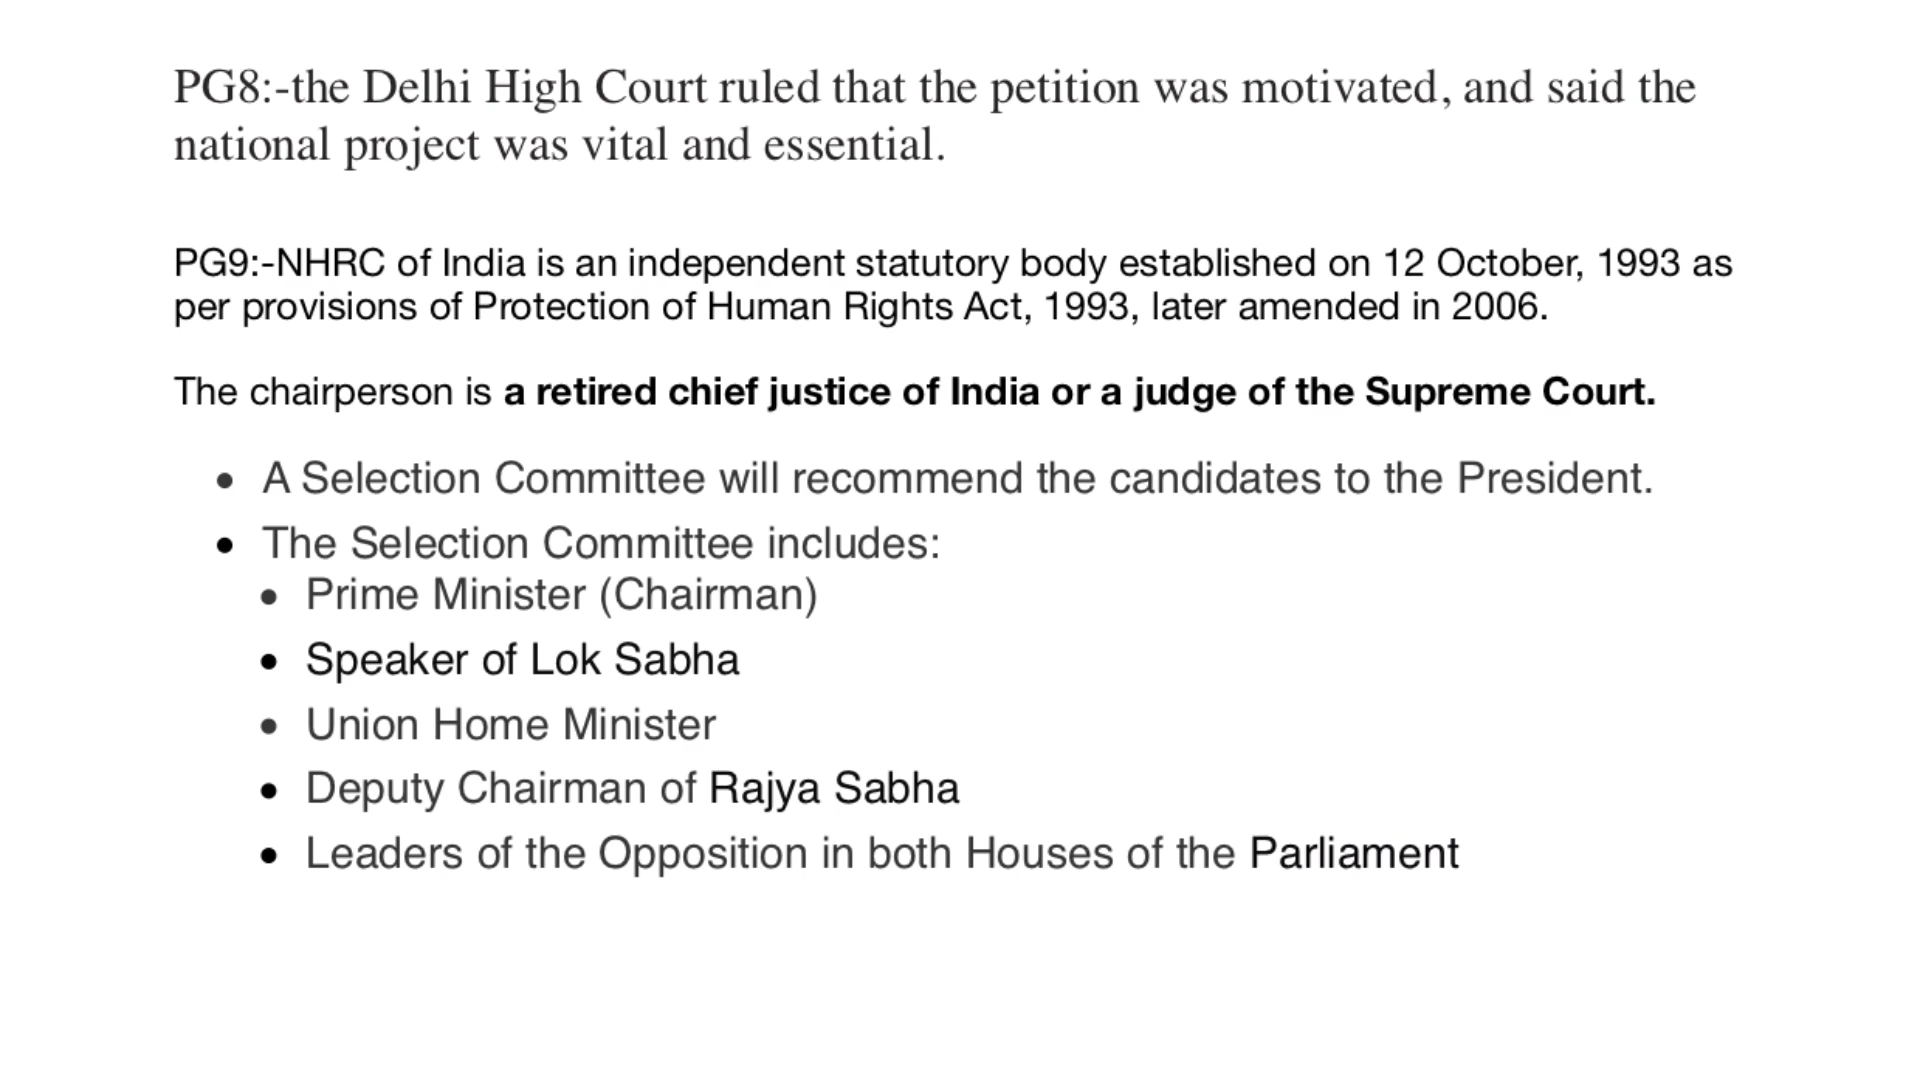 PG8:-the Delhi High Court ruled that the petition was motivated, and said the
national project was vital and essential.
PG9:-NHRC of India is an independent statutory body established on 12 October, 1993 as
per provisions of Protection of Human Rights Act, 1993, later amended in 2006.
The chairperson is a retired chief justice of India or a judge of the Supreme Court.
• A Selection Committee will recommend the candidates to the President.
• The Selection Committee includes:
• Prime Minister (Chairman)
• Speaker of Lok Sabha
• Union Home Minister
• Deputy Chairman of Rajya Sabha
• Leaders of the Opposition in both Houses of the Parliament